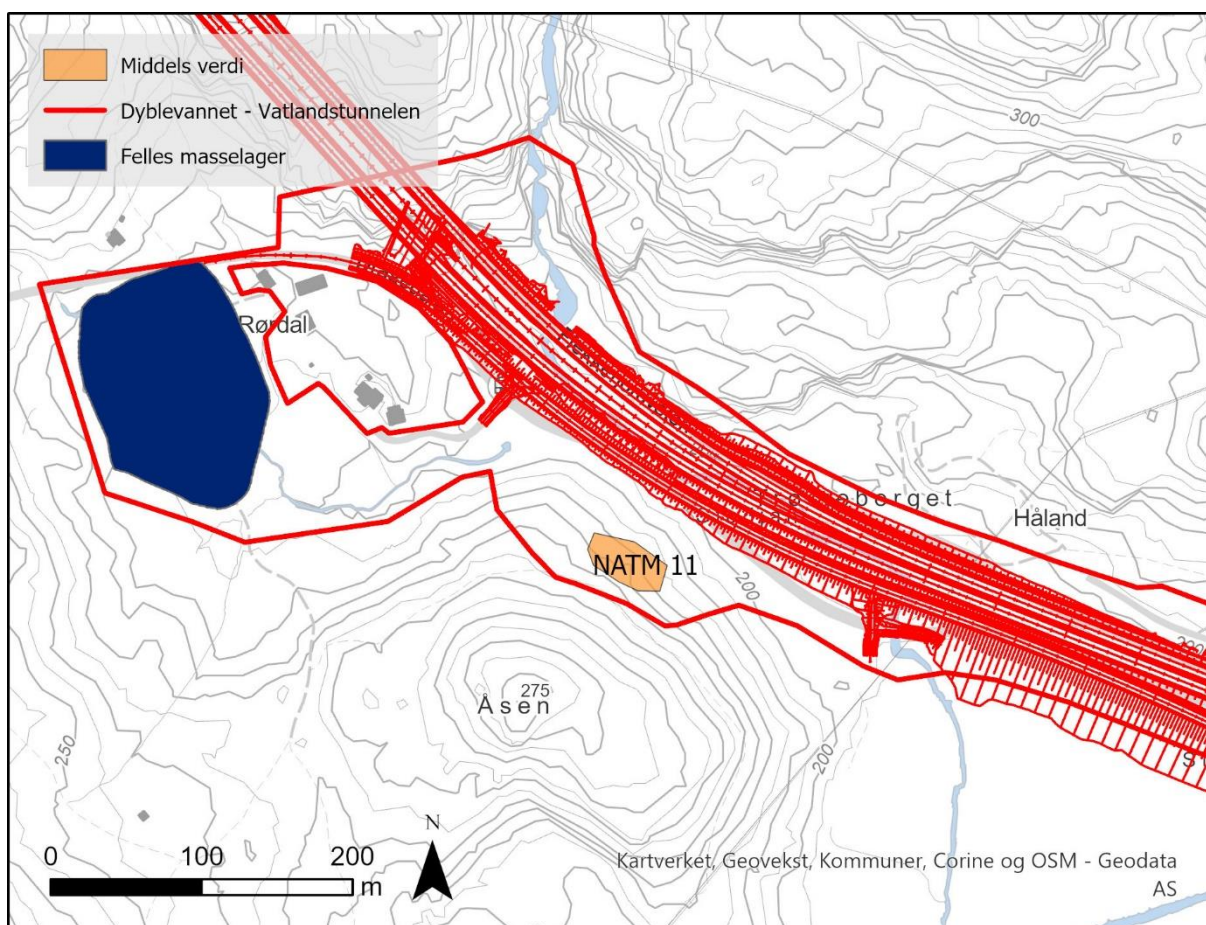 Middels verdi
Dyblevannet - Vatlandstunnelen
Felles masselager
300
Rørdal
Håland
NATM 11
200
275
Åsen
250
200
N
0 100 200
m
Kartverket, Geovekst, Kommuner, Corine og OSM - Geodata
AS